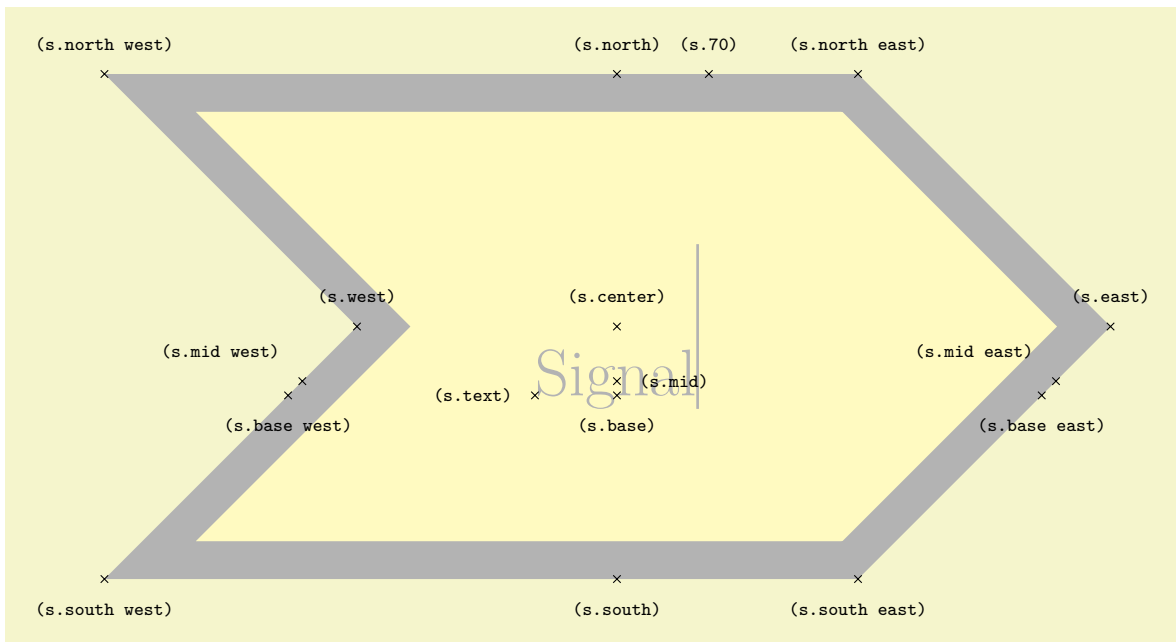 (s.north west) (s.north) (s.70) (s.north east)
(s.west) (s.center) (s.east)
(s.mid west) (s.mid east)
Signal
(s.text) (s.mid)
(s.base west) (s.base) (s.base east)
(s.south west) (s.south) (s.south east)